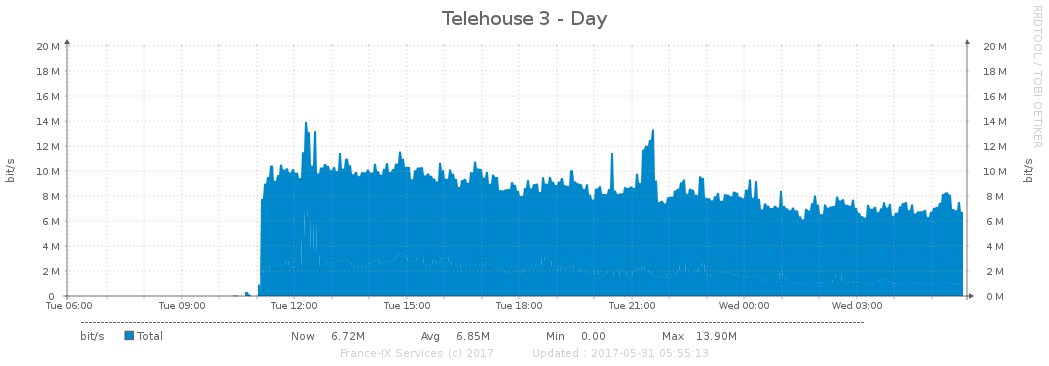 Telehouse 3 - Day
RRDTOOL / TOBI OETIKER
bit/s
bit/s
20 M 20 M
18 M 18 M
16 M 16 M
14 M 14 M
12 M 12 M
10 M 10 M
8 M 8 M
6 M 6 M
4 M 4 M
2 M 2 M
0 0 M
Tue 06:00 Tue 09:00 Tue 12:00 Tue 15:00 Tue 18:00 Tue 21:00 Wed 00:00 Wed 03:00
bit/s Total Now 6.72M Avg 6.85M Min 0.00 Max 13.90M
France-IX Services (c) 2017 Updated : 2017-05-31 05:55:13